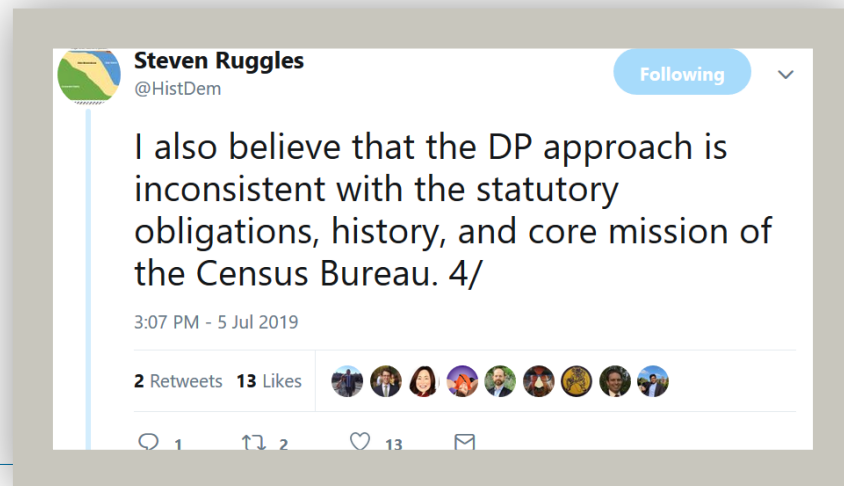 Steven Ruggles
@HistDem
Following
I also believe that the DP approach is
inconsistent with the statutory
obligations, history, and core mission of
the Census Bureau. 4/
3:07 PM - 5 Jul 2019
2 Retweets 13 Likes
1 2 13